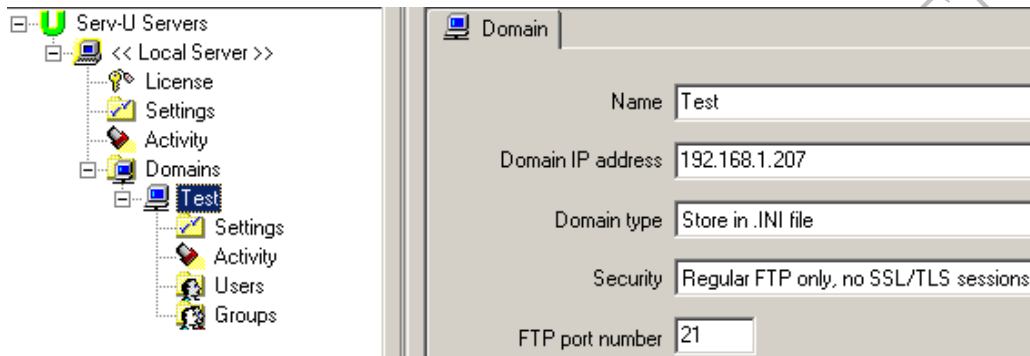 Serv-U Servers
<< Local Server >>
License
Settings
Activity
Domains
Test
Settings
Activity
Users
Groups
Domain
Name Test
Domain IP address 192.168.1.207
Domain type Store in .INI file
Security Regular FTP only, no SSL/TLS sessions
FTP port number 21